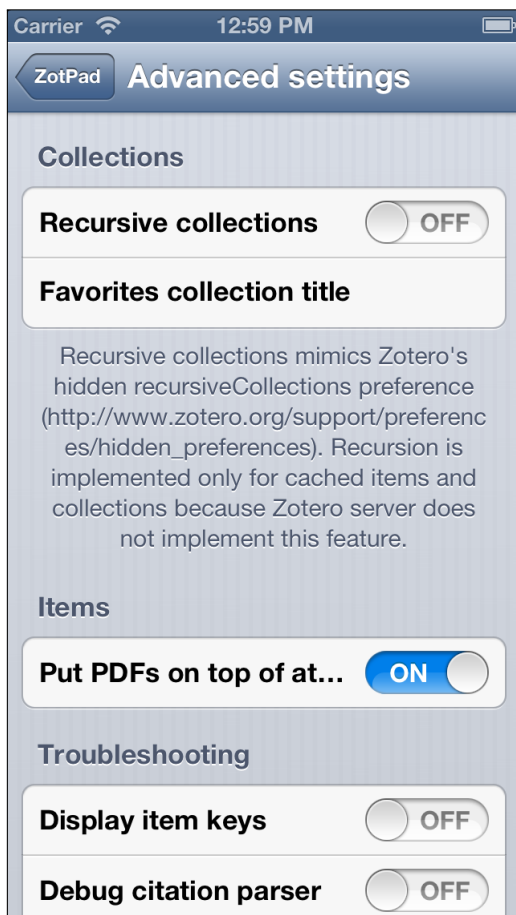 Carrier 12:59 PM
ZotPad Advanced settings
Collections
Recursive collections OFF
Favorites collection title
Recursive collections mimics Zotero's
hidden recursiveCollections preference
(http://www.zotero.org/support/preferenc
es/hidden_preferences). Recursion is
implemented only for cached items and
collections because Zotero server does
not implement this feature.
Items
Put PDFs on top of at... ON
Troubleshooting
Display item keys OFF
Debug citation parser OFF